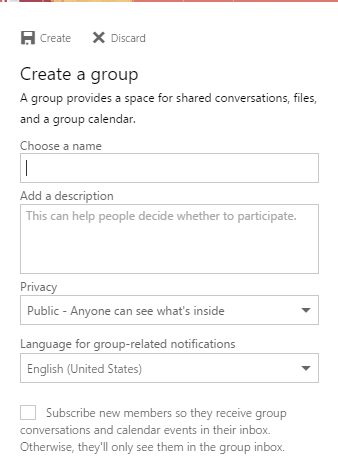 Create Discard
Create a group
A group provides a space for shared conversations, files,
and a group calendar.
Choose a name
Add a description
This can help people decide whether to participate.
Privacy
Public - Anyone can see what's inside
Language for group-related notifications
English (United States)
Subscribe new members so they receive group
conversations and calendar events in their inbox.
Otherwise, they'll only see them in the group inbox.